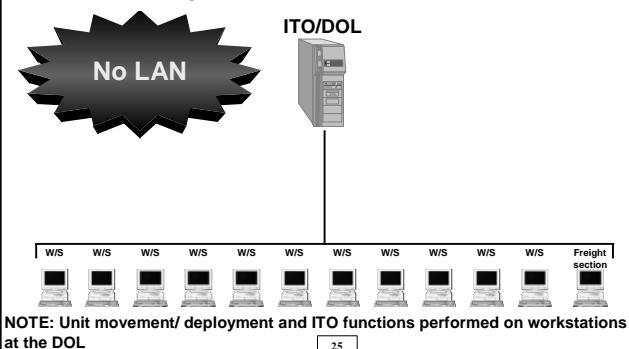 ITO/DOL
No LAN
W/S W/S W/S W/S W/S W/S W/S W/S W/S W/S W/S Freight
section
NOTE: Unit movement/ deployment and ITO functions performed on workstations
at the DOL
25